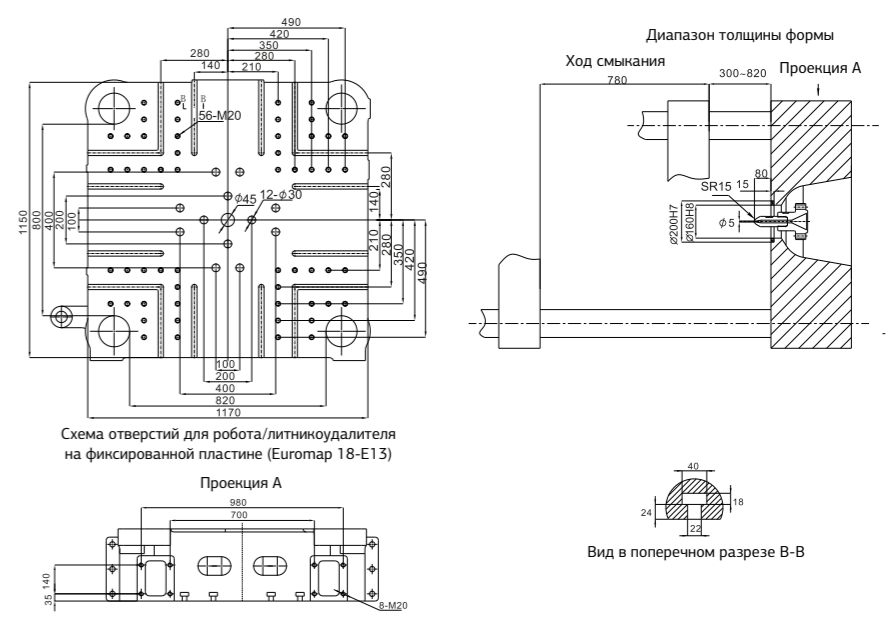 490
420
350
280
280
140
210
B
B
56-M20
1150
800
400
200
100
ϕ45
12-ϕ30
280
140
210
280
350
420
490
100
200
400
820
1170
Схема отверстий для робота/литникоудалителя
на фиксированной пластине (Euromap 18-E13)
Проекция А
980
700
140
35
8-M20
Диапазон толщины формы
Ход смыкания
780
300~820
Проекция А
80
SR15
15
ϕ5
Ø200H7
Ø160H8
40
18
24
22
Вид в поперечном разрезе B-B